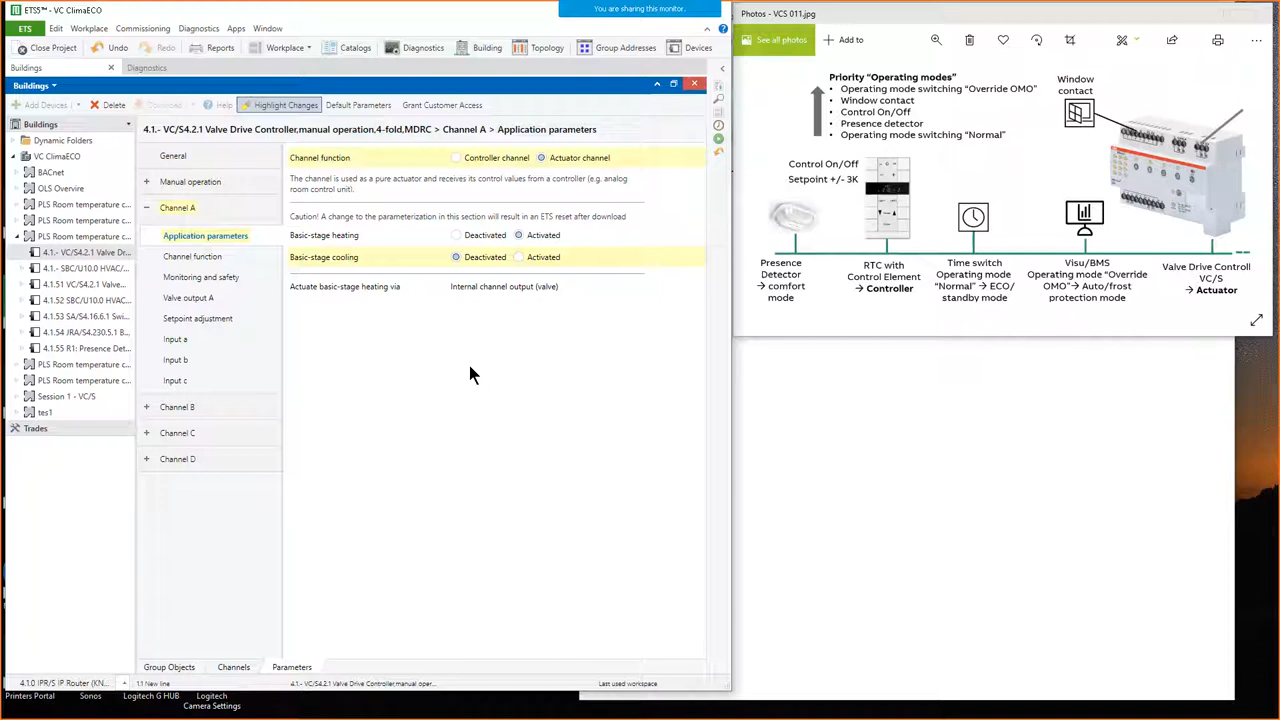 ETS5™ - VC ClimaECO
You are sharing this monitor.
ETS Edit Workplace Commissioning Diagnostics Apps Window
Close Project Undo Redo Reports Workplace Catalogs Diagnostics Building Topology Group Addresses Devices
Buildings Diagnostics
Buildings
Add Devices Delete Download Help Highlight Changes Default Parameters Grant Customer Access
Buildings
Dynamic Folders
VC ClimaECO
BACnet
OLS Overvire
PLS Room temperature c...
PLS Room temperature c...
PLS Room temperature c...
PLS Room temperature c...
4.1.- VC/S4.2.1 Valve Dr...
4.1.- SBC/U10.0 HVAC/...
4.1.51 VC/S4.2.1 Valve...
4.1.52 SBC/U10.0 HVAC/...
4.1.53 SA/S4.16.6.1 Swi...
4.1.54 JRA/S4.230.5.1 B...
4.1.55 R1: Presence Det...
PLS Room temperature c...
PLS Room temperature c...
Session 1 - VC/S
tes1
Trades
4.1.- VC/S4.2.1 Valve Drive Controller,manual operation,4-fold,MDRC > Channel A > Application parameters
General
+ Manual operation
− Channel A
Application parameters
Channel function
Monitoring and safety
Valve output A
Setpoint adjustment
Input a
Input b
Input c
+ Channel B
+ Channel C
+ Channel D
Channel function Controller channel Actuator channel
The channel is used as a pure actuator and receives its control values from a controller (e.g. analog
room control unit).
Caution! A change to the parameterization in this section will result in an ETS reset after download
Basic-stage heating Deactivated Activated
Basic-stage cooling Deactivated Activated
Actuate basic-stage heating via Internal channel output (valve)
Group Objects Channels Parameters
4.1.0 IPR/S IP Router (KN... 1.1 New line 4.1.- VC/S4.2.1 Valve Drive Controller,manual oper... Last used workspace
Printers Portal Sonos Logitech G HUB Logitech
Camera Settings
Photos - VCS 011.jpg
See all photos + Add to
Priority “Operating modes”
• Operating mode switching “Override OMO”
• Window contact
• Control On/Off
• Presence detector
• Operating mode switching “Normal”
Window
contact
Control On/Off
Setpoint +/- 3K
Presence
Detector
→ comfort
mode
RTC with
Control Element
→ Controller
Time switch
Operating mode
“Normal” → ECO/
standby mode
Visu/BMS
Operating mode “Override
OMO”→ Auto/frost
protection mode
Valve Drive Controll
VC/S
→ Actuator